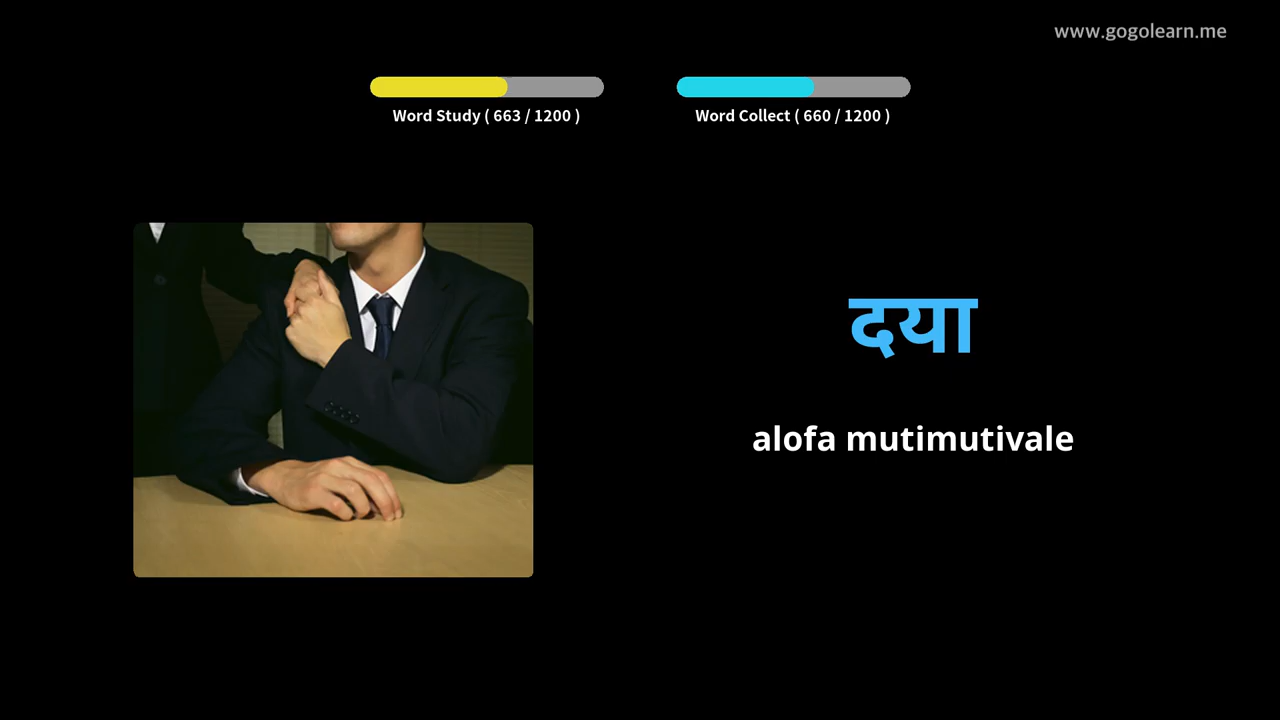 www.gogolearn.me
Word Study ( 663 / 1200 )
Word Collect ( 660 / 1200 )
दया
alofa mutimutivale